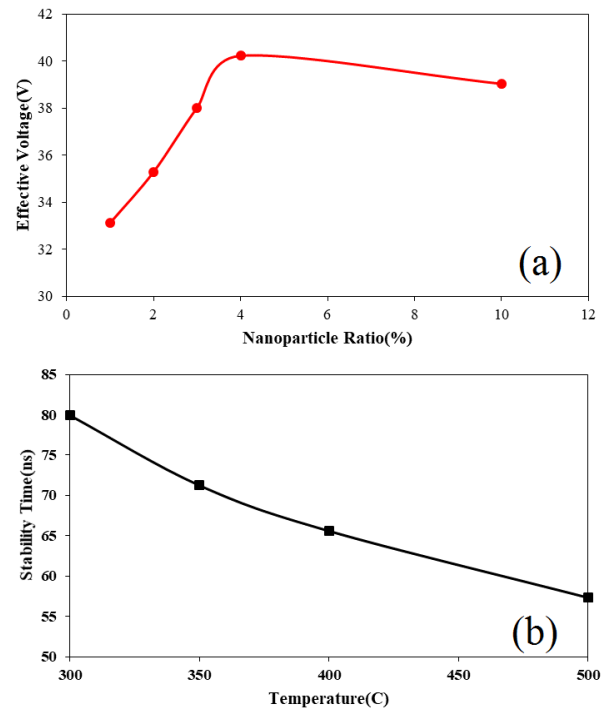 42
40
38
36
34
32
30
Effective Voltage(V)
0 2 4 6 8 10 12
Nanoparticle Ratio(%)
(a)
85
80
75
70
65
60
55
50
Stability Time(ns)
300 350 400 450 500
Temperature(C)
(b)